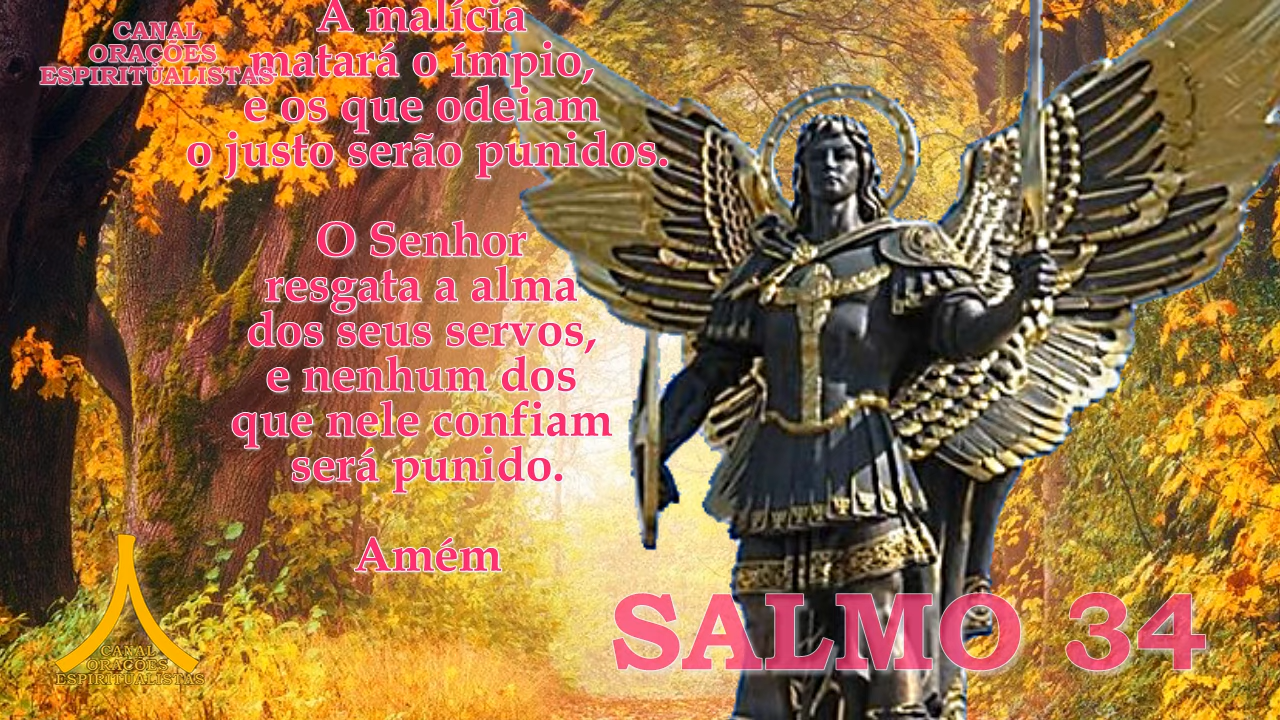 CANAL
ORAÇÕES
ESPIRITUALISTAS
A malícia
matará o ímpio,
e os que odeiam
o justo serão punidos.
O Senhor
resgata a alma
dos seus servos,
e nenhum dos
que nele confiam
será punido.
Amém
SALMO 34
CANAL
ORAÇÕES
ESPIRITUALISTAS